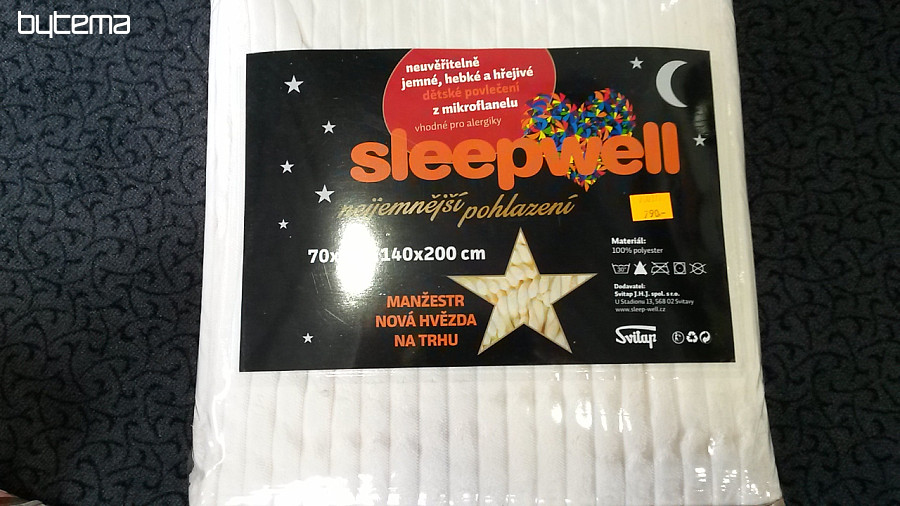 bytema
neuvěřitelně
jemné, hebké a hřejivé
dětské povlečení
z mikroflanelu
vhodné pro alergiky
sleepwell
nejjemnější pohlazení
140x200 cm
MANŽESTR
NOVÁ HVĚZDA
NA TRHU
Materiál:
100% polyester
Dodavatel:
Svitap J.H.J. spol. s r.o.
U Stadionu 13, 568 02 Svitavy
www.sleep-well.cz
Svitap